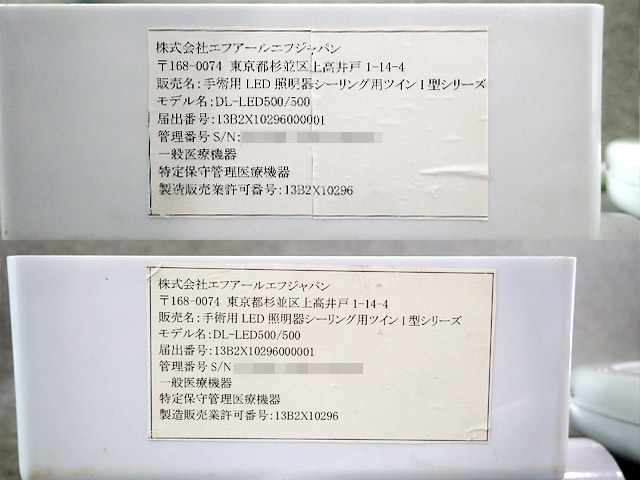 株式会社エフアールエフジャパン
〒168-0074 東京都杉並区上高井戸 1-14-4
販売名:手術用 LED 照明器シーリング用ツイン I 型シリーズ
モデル名:DL-LED500/500
届出番号:13B2X10296000001
管理番号 S/N:
一般医療機器
特定保守管理医療機器
製造販売業許可番号:13B2X10296
株式会社エフアールエフジャパン
〒168-0074 東京都杉並区上高井戸 1-14-4
販売名:手術用 LED 照明器シーリング用ツイン I 型シリーズ
モデル名:DL-LED500/500
届出番号:13B2X10296000001
管理番号 S/N:
一般医療機器
特定保守管理医療機器
製造販売業許可番号:13B2X10296